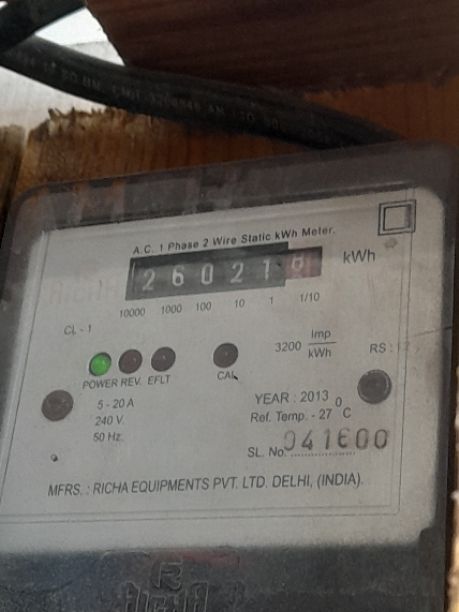 A.C. 1 Phase 2 Wire Static kWh Meter.
2 6 0 2 1 kWh
10000 1000 100 10 1 1/10
CL - 1
3200 Imp
kWh
RS :
POWER REV. EFLT CAL
5 - 20 A
240 V.
50 Hz.
YEAR : 2013
Ref. Temp. - 27 °C
SL. No.
MFRS. : RICHA EQUIPMENTS PVT. LTD. DELHI, (INDIA).
R
RICHA